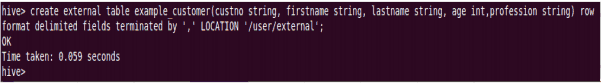 hive> create external table example_customer(custno string, firstname string, lastname string, age int,profession string) row
format delimited fields terminated by ',' LOCATION '/user/external';
OK
Time taken: 0.059 seconds
hive>